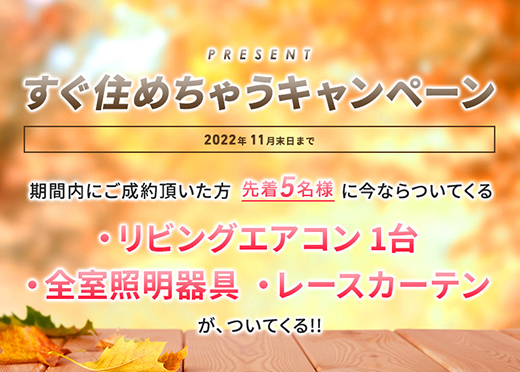 PRESENT
すぐ住めちゃうキャンペーン
2022年 11月末日まで
期間内にご成約頂いた方 先着5名様 に今ならついてくる
・リビングエアコン 1台
・全室照明器具 ・レースカーテン
が、ついてくる!!